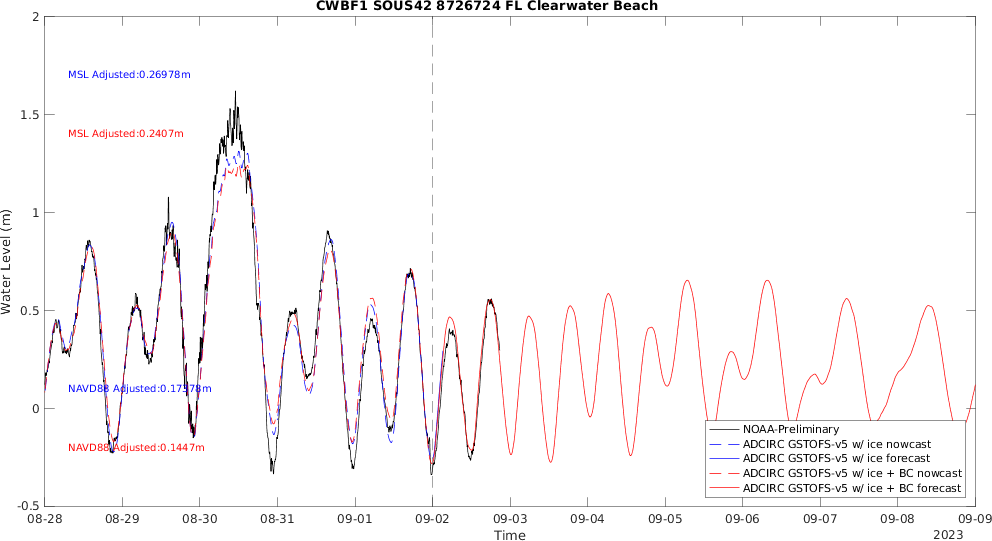 CWBF1 SOUS42 8726724 FL Clearwater Beach
2
1.5
1
0.5
0
-0.5
Water Level (m)
MSL Adjusted:0.26978m
MSL Adjusted:0.2407m
NAVD88 Adjusted:0.17378m
NAVD88 Adjusted:0.1447m
NOAA-Preliminary
ADCIRC GSTOFS-v5 w/ ice nowcast
ADCIRC GSTOFS-v5 w/ ice forecast
ADCIRC GSTOFS-v5 w/ ice + BC nowcast
ADCIRC GSTOFS-v5 w/ ice + BC forecast
08-28 08-29 08-30 08-31 09-01 09-02 09-03 09-04 09-05 09-06 09-07 09-08 09-09
Time
2023